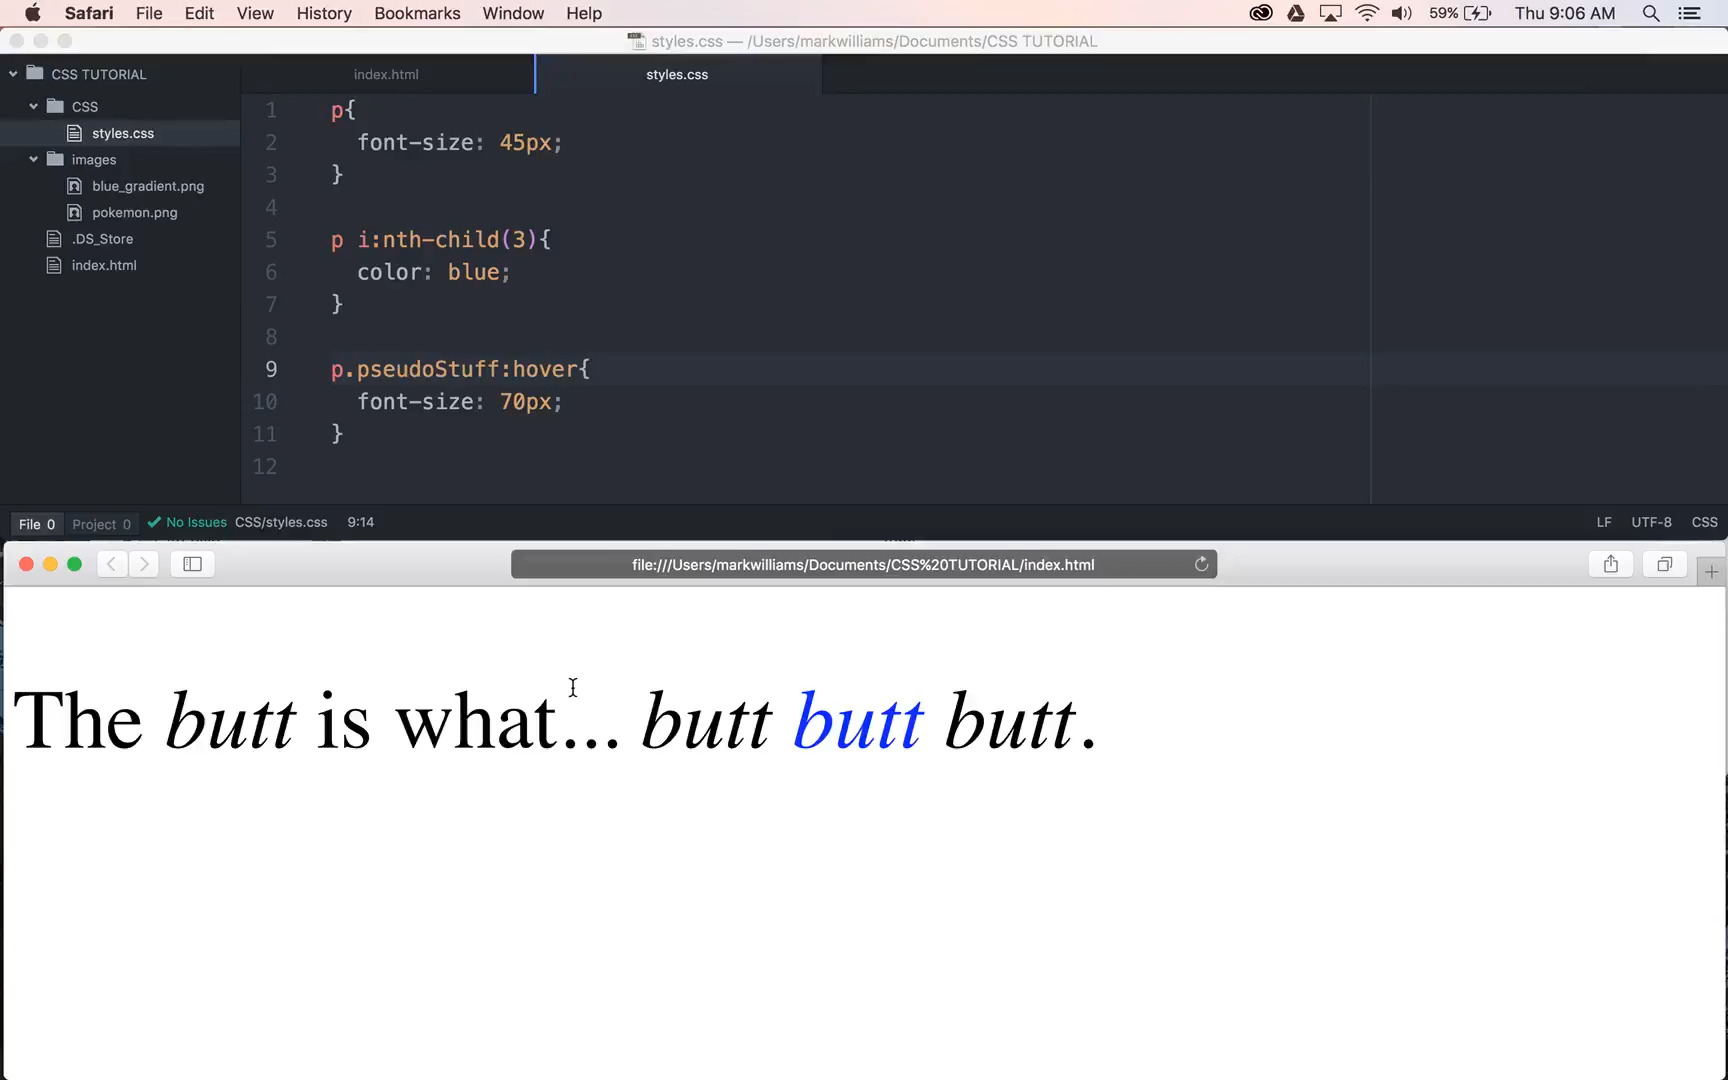 Safari File Edit View History Bookmarks Window Help 59% Thu 9:06 AM
styles.css — /Users/markwilliams/Documents/CSS TUTORIAL
CSS TUTORIAL
CSS
styles.css
images
blue_gradient.png
pokemon.png
.DS_Store
index.html
index.html styles.css
1 p{
2 font-size: 45px;
3 }
4
5 p i:nth-child(3){
6 color: blue;
7 }
8
9 p.pseudoStuff:hover{
10 font-size: 70px;
11 }
12
File 0 Project 0 No Issues CSS/styles.css 9:14 LF UTF-8 CSS
file:///Users/markwilliams/Documents/CSS%20TUTORIAL/index.html
The butt is what... butt butt butt.